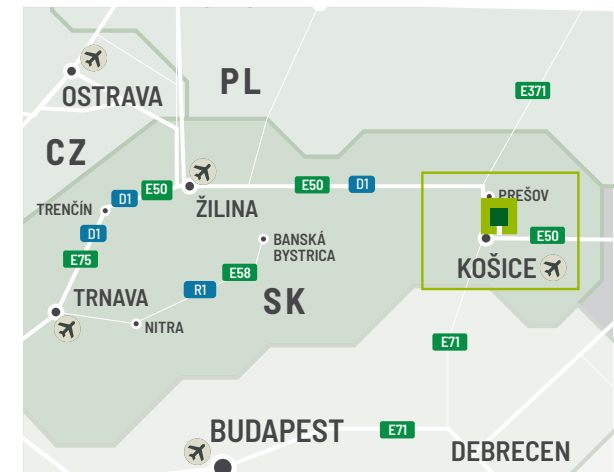 PL
E371
OSTRAVA
CZ
PREŠOV
E50
D1
E50
D1
TRENČÍN
ŽILINA
D1
E50
BANSKÁ
BYSTRICA
KOŠICE
E75
E58
TRNAVA
R1
SK
NITRA
E71
BUDAPEST
E71
DEBRECEN